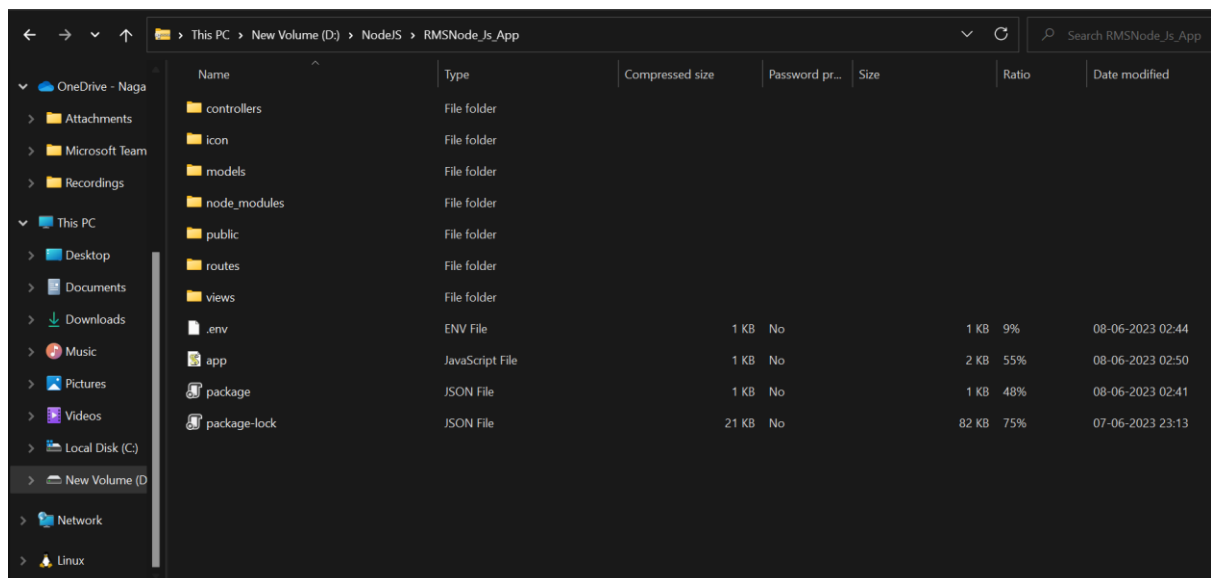 This PC > New Volume (D:) > NodeJS > RMSNode_Js_App
Search RMSNode_Js_App
OneDrive - Naga
Attachments
Microsoft Team
Recordings
This PC
Desktop
Documents
Downloads
Music
Pictures
Videos
Local Disk (C:)
New Volume (D
Network
Linux
Name Type Compressed size Password pr... Size Ratio Date modified
controllers File folder
icon File folder
models File folder
node_modules File folder
public File folder
routes File folder
views File folder
.env ENV File 1 KB No 1 KB 9% 08-06-2023 02:44
app JavaScript File 1 KB No 2 KB 55% 08-06-2023 02:50
package JSON File 1 KB No 1 KB 48% 08-06-2023 02:41
package-lock JSON File 21 KB No 82 KB 75% 07-06-2023 23:13